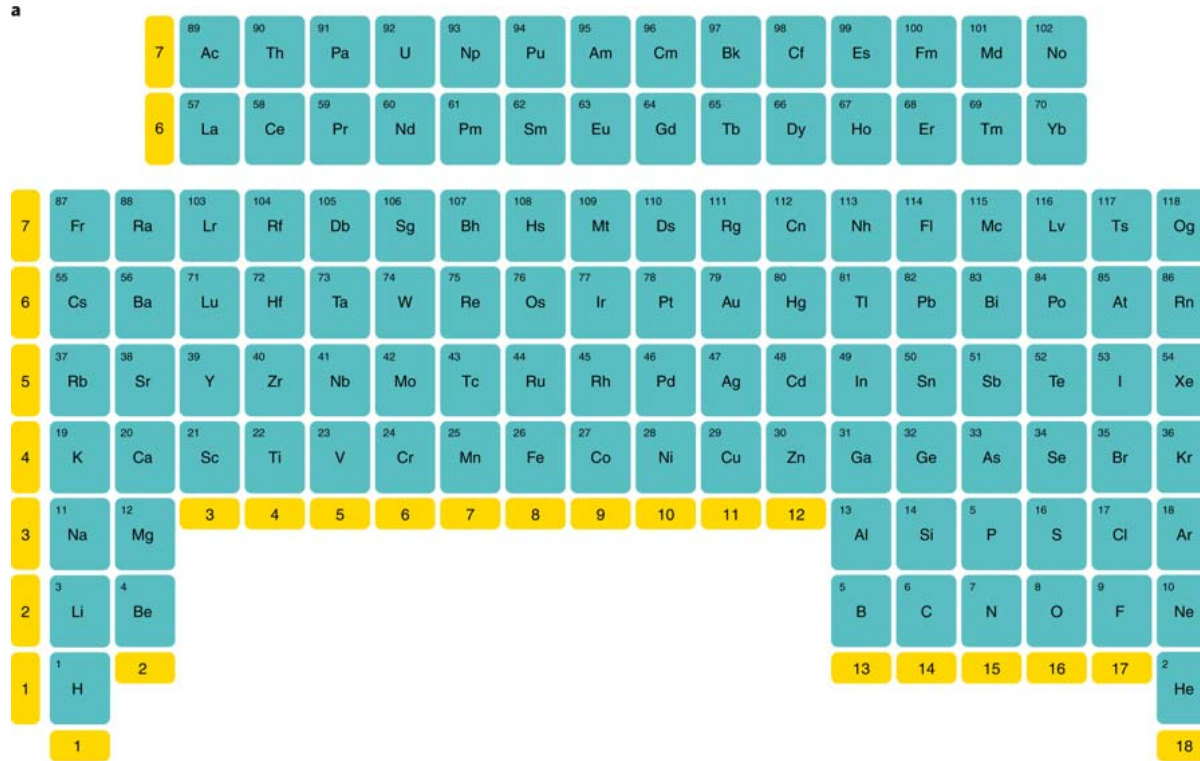 a
89 90 91 92 93 94 95 96 97 98 99 100 101 102
7 Ac Th Pa U Np Pu Am Cm Bk Cf Es Fm Md No
57 58 59 60 61 62 63 64 65 66 67 68 69 70
6 La Ce Pr Nd Pm Sm Eu Gd Tb Dy Ho Er Tm Yb
87 88 103 104 105 106 107 108 109 110 111 112 113 114 115 116 117 118
7 Fr Ra Lr Rf Db Sg Bh Hs Mt Ds Rg Cn Nh Fl Mc Lv Ts Og
55 56 71 72 73 74 75 76 77 78 79 80 81 82 83 84 85 86
6 Cs Ba Lu Hf Ta W Re Os Ir Pt Au Hg Tl Pb Bi Po At Rn
37 38 39 40 41 42 43 44 45 46 47 48 49 50 51 52 53 54
5 Rb Sr Y Zr Nb Mo Tc Ru Rh Pd Ag Cd In Sn Sb Te I Xe
19 20 21 22 23 24 25 26 27 28 29 30 31 32 33 34 35 36
4 K Ca Sc Ti V Cr Mn Fe Co Ni Cu Zn Ga Ge As Se Br Kr
3 4 5 6 7 8 9 10 11 12
11 12 13 14 5 16 17 18
3 Na Mg Al Si P S Cl Ar
3 4 5 6 7 8 9 10
2 Li Be B C N O F Ne
2 13 14 15 16 17
1 2
1 H He
1 18